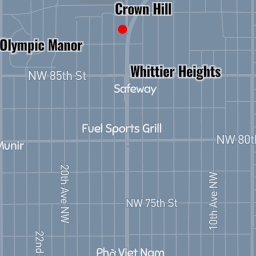 Crown Hill
Olympic Manor
Whittier Heights
NW 85th St
Safeway
Fuel Sports Grill
Munir
NW 80th
20th Ave NW
10th Ave NW
NW 75th St
22nd
Phở Viet Nam